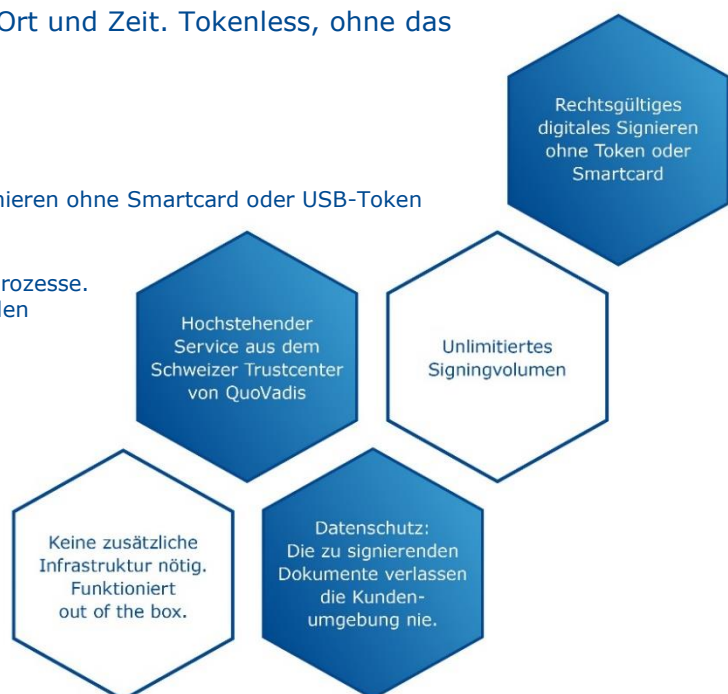 Ort und Zeit. Tokenless, ohne das
Rechtsgültiges
digitales Signieren
ohne Token oder
Smartcard
nieren ohne Smartcard oder USB-Token
rozesse.
den
Hochstehender
Service aus dem
Schweizer Trustcenter
von QuoVadis
Unlimitiertes
Signingvolumen
Keine zusätzliche
Infrastruktur nötig.
Funktioniert
out of the box.
Datenschutz:
Die zu signierenden
Dokumente verlassen
die Kunden-
umgebung nie.